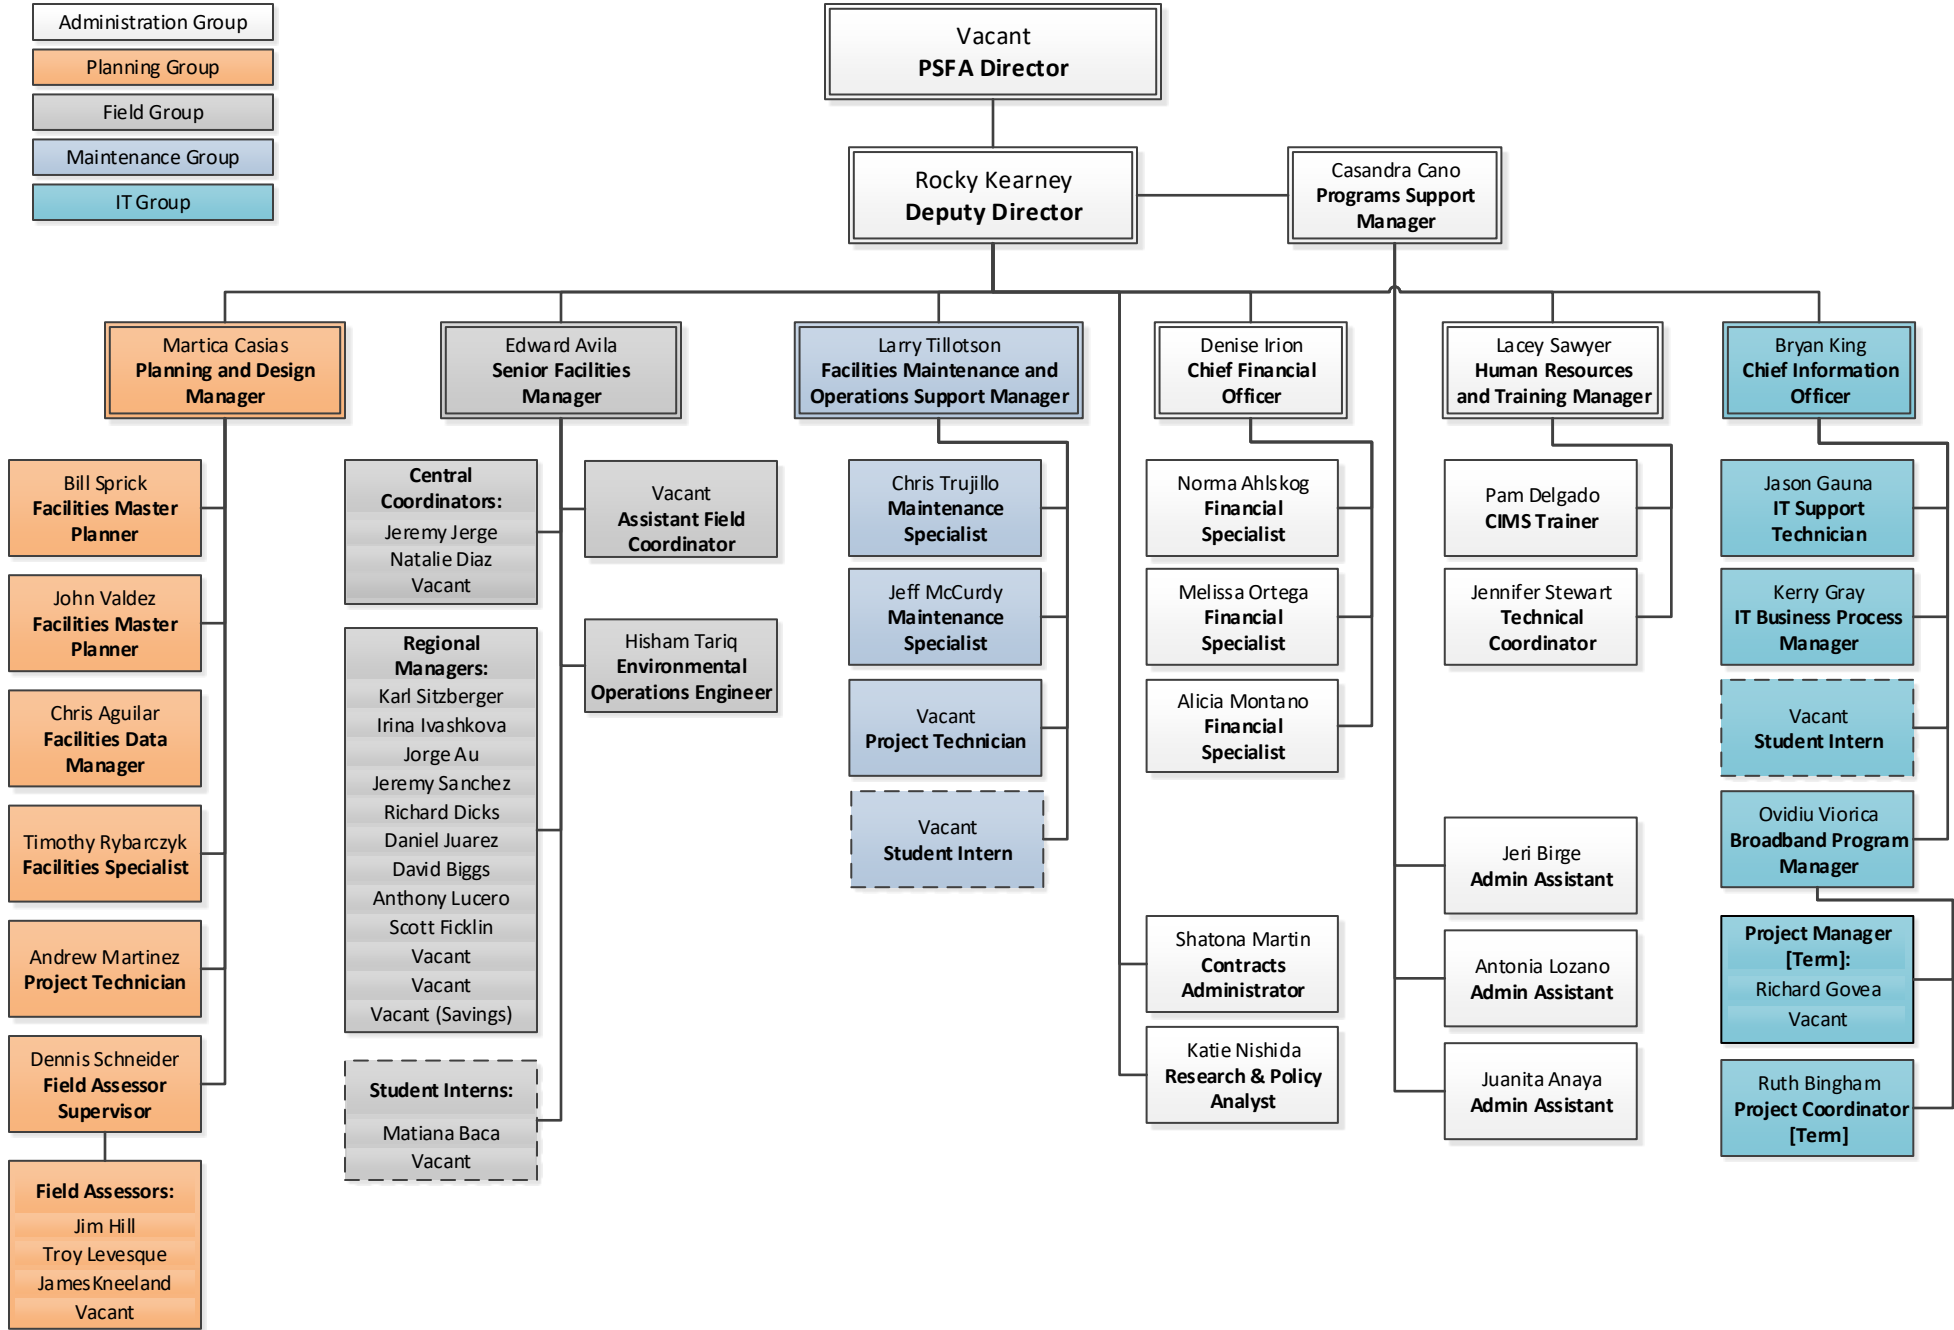 Administration Group
Planning Group
Field Group
Maintenance Group
IT Group
Vacant
PSFA Director
Rocky Kearney
Deputy Director
Casandra Cano
Programs Support
Manager
Martica Casias
Planning and Design
Manager
Bill Sprick
Facilities Master
Planner
John Valdez
Facilities Master
Planner
Chris Aguilar
Facilities Data
Manager
Timothy Rybarczyk
Facilities Specialist
Andrew Martinez
Project Technician
Dennis Schneider
Field Assessor
Supervisor
Field Assessors:
Jim Hill
Troy Levesque
James Kneeland
Vacant
Edward Avila
Senior Facilities
Manager
Central
Coordinators:
Jeremy Jerge
Natalie Diaz
Vacant
Regional
Managers:
Karl Sitzberger
Irina Ivashkova
Jorge Au
Jeremy Sanchez
Richard Dicks
Daniel Juarez
David Biggs
Anthony Lucero
Scott Ficklin
Vacant
Vacant
Vacant (Savings)
Student Interns:
Matiana Baca
Vacant
Vacant
Assistant Field
Coordinator
Hisham Tariq
Environmental
Operations Engineer
Larry Tillotson
Facilities Maintenance and
Operations Support Manager
Chris Trujillo
Maintenance
Specialist
Jeff McCurdy
Maintenance
Specialist
Vacant
Project Technician
Vacant
Student Intern
Denise Irion
Chief Financial
Officer
Norma Ahlskog
Financial
Specialist
Melissa Ortega
Financial
Specialist
Alicia Montano
Financial
Specialist
Shatona Martin
Contracts
Administrator
Katie Nishida
Research & Policy
Analyst
Lacey Sawyer
Human Resources
and Training Manager
Pam Delgado
CIMS Trainer
Jennifer Stewart
Technical
Coordinator
Jeri Birge
Admin Assistant
Antonia Lozano
Admin Assistant
Juanita Anaya
Admin Assistant
Bryan King
Chief Information
Officer
Jason Gauna
IT Support
Technician
Kerry Gray
IT Business Process
Manager
Vacant
Student Intern
Ovidiu Viorica
Broadband Program
Manager
Project Manager
[Term]:
Richard Govea
Vacant
Ruth Bingham
Project Coordinator
[Term]